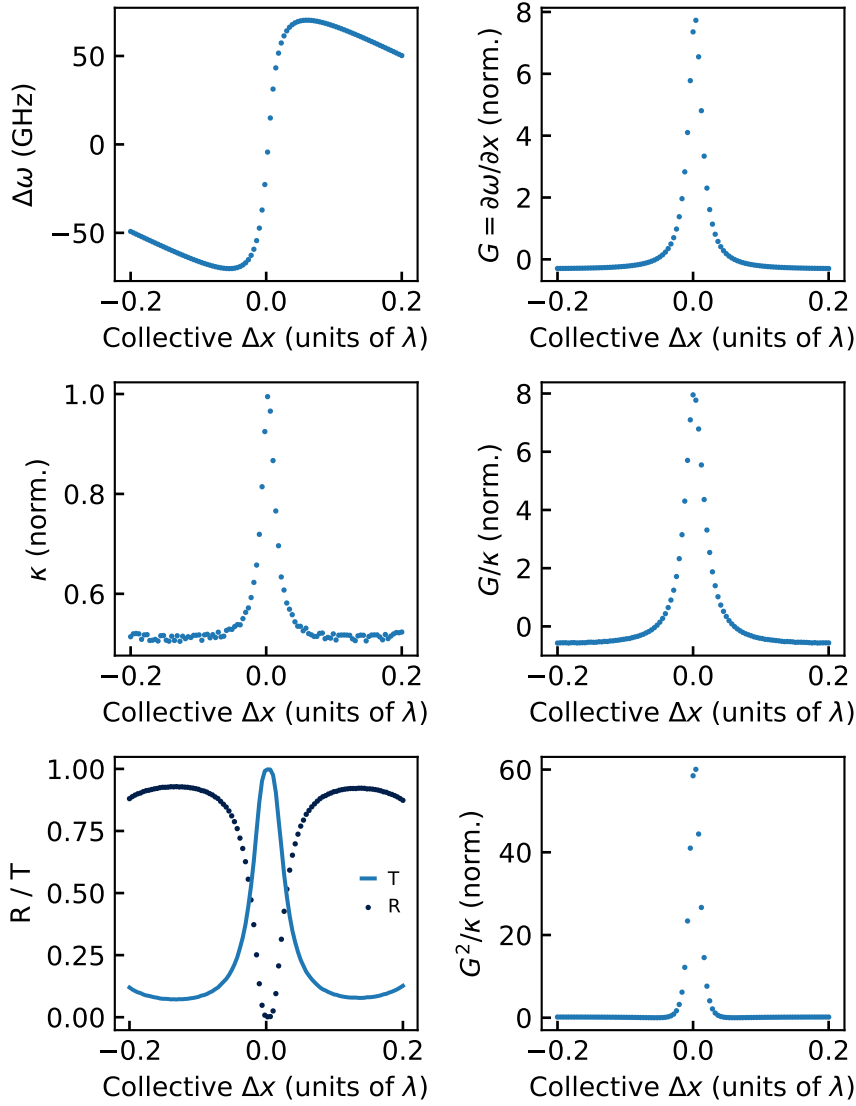 Δω (GHz)
50
0
−50
−0.2 0.0 0.2
Collective Δx (units of λ)
G = ∂ω/∂x (norm.)
8
6
4
2
0
−0.2 0.0 0.2
Collective Δx (units of λ)
κ (norm.)
1.0
0.8
0.6
−0.2 0.0 0.2
Collective Δx (units of λ)
G/κ (norm.)
8
6
4
2
0
−0.2 0.0 0.2
Collective Δx (units of λ)
R / T
1.00
0.75
0.50
0.25
0.00
T
R
−0.2 0.0 0.2
Collective Δx (units of λ)
G²/κ (norm.)
60
40
20
0
−0.2 0.0 0.2
Collective Δx (units of λ)